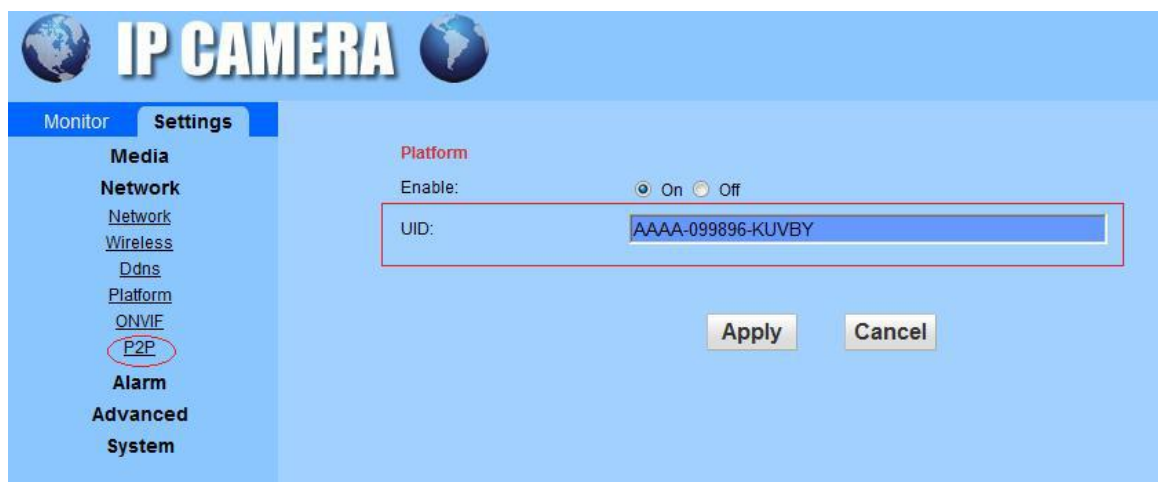 IP CAMERA
Monitor Settings
Media
Network
Network
Wireless
Ddns
Platform
ONVIF
P2P
Alarm
Advanced
System
Platform
Enable: On Off
UID: AAAA-099896-KUVBY
Apply Cancel